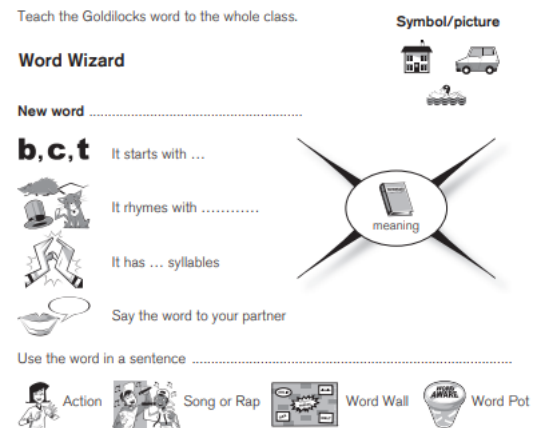 Teach the Goldilocks word to the whole class.
Symbol/picture
Word Wizard
New word ........................................................
b,c,t It starts with ...
It rhymes with ............
It has ... syllables
Say the word to your partner
meaning
Use the word in a sentence ....................................................................................
Action Song or Rap Word Wall Word Pot
WORD
AWARE